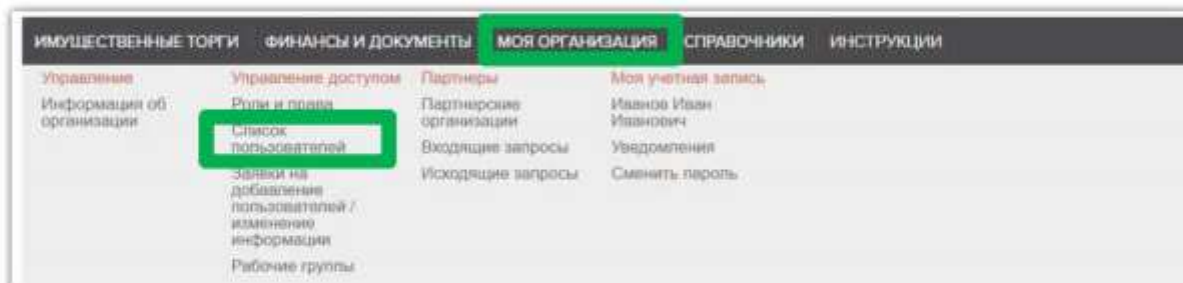 ИМУЩЕСТВЕННЫЕ ТОРГИ ФИНАНСЫ И ДОКУМЕНТЫ МОЯ ОРГАНИЗАЦИЯ СПРАВОЧНИКИ ИНСТРУКЦИИ
Управление
Информация об
организации
Управление доступом
Роли и права
Список
пользователей
Заявки на
добавление
пользователей /
изменение
информации
Рабочие группы
Партнеры
Партнерские
организации
Входящие запросы
Исходящие запросы
Моя учетная запись
Иванов Иван
Иванович
Уведомления
Сменить пароль